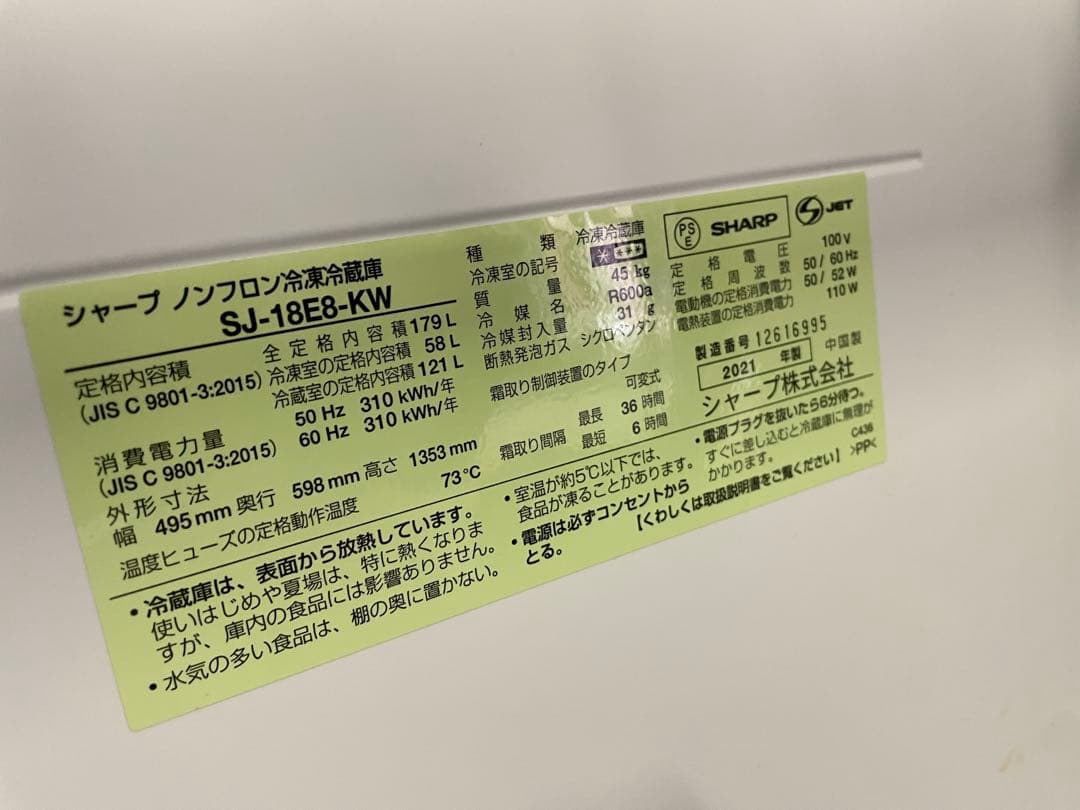 シャープ ノンフロン冷凍冷蔵庫
SJ-18E8-KW
定格内容積
(JIS C 9801-3:2015)
全定格内容積 179 L
冷凍室の定格内容積 58 L
冷蔵室の定格内容積 121 L
消費電力量
(JIS C 9801-3:2015)
50 Hz 310 kWh/年
60 Hz 310 kWh/年
外形寸法
幅 495 mm 奥行 598 mm 高さ 1353 mm
温度ヒューズの定格動作温度 73℃
種類 冷凍冷蔵庫
冷凍室の記号 * ***
質量 45 kg
冷媒名 R600a
冷媒封入量 31 g
断熱発泡ガス シクロペンタン
霜取り制御装置のタイプ
可変式
霜取り間隔 最長 36 時間
最短 6 時間
PS
E
SHARP
JET
定格電圧 100 V
定格周波数 50 / 60 Hz
電動機の定格消費電力 50 / 52 W
電熱装置の定格消費電力 110 W
製造番号 12616995
2021 年製 中国製
シャープ株式会社
・冷蔵庫は、表面から放熱しています。
使いはじめや夏場は、特に熱くなりま
すが、庫内の食品には影響ありません。
・水気の多い食品は、棚の奥に置かない。
・室温が約5℃以下では、
食品が凍ることがあります。
・電源は必ずコンセントから
とる。
・電源プラグを抜いたら6分待つ。
すぐに差し込むと冷蔵庫に無理が
かかります。
C436
【くわしくは取扱説明書をご覧ください】 >PP<